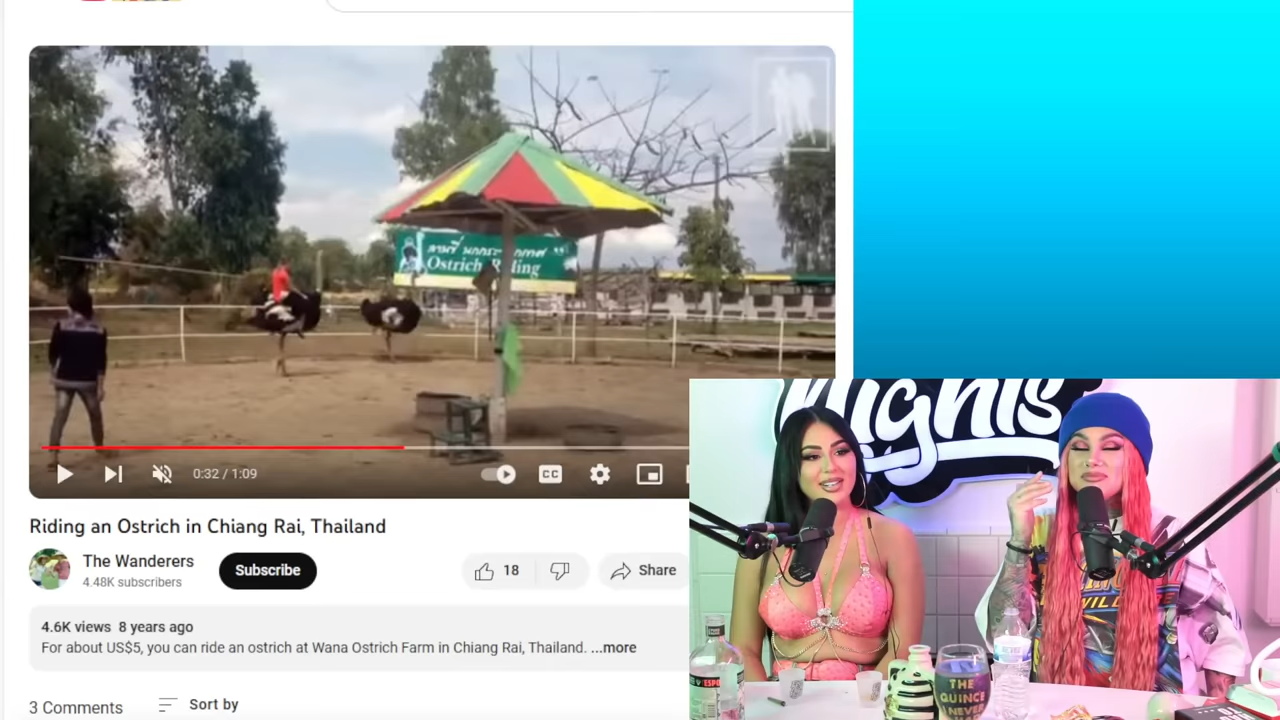 Ostrich Riding
0:32 / 1:09
CC
Riding an Ostrich in Chiang Rai, Thailand
The Wanderers
4.48K subscribers
Subscribe
18
Share
4.6K views 8 years ago
For about US$5, you can ride an ostrich at Wana Ostrich Farm in Chiang Rai, Thailand. ...more
3 Comments
Sort by
Nights
THE
QUINCE